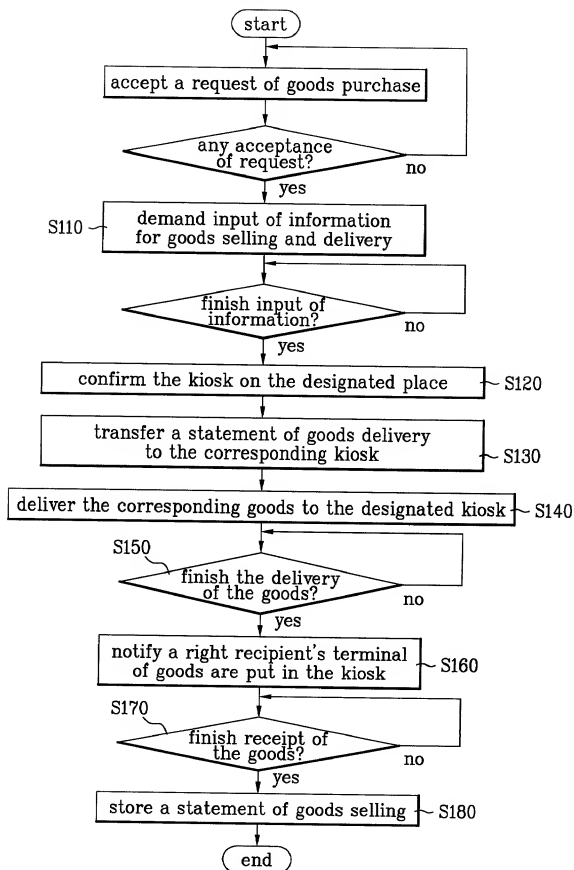 start
accept a request of goods purchase
any acceptance
of request?
no
yes
S110
demand input of information
for goods selling and delivery
finish input of
information?
no
yes
confirm the kiosk on the designated place
S120
transfer a statement of goods delivery
to the corresponding kiosk
S130
deliver the corresponding goods to the designated kiosk
S140
S150
finish the delivery
of the goods?
no
yes
notify a right recipient's terminal
of goods are put in the kiosk
S160
S170
finish receipt of
the goods?
no
yes
store a statement of goods selling
S180
end